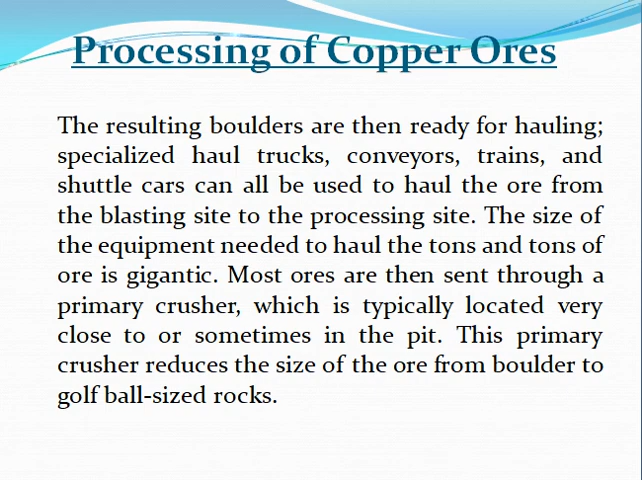 Processing of Copper Ores
The resulting boulders are then ready for hauling;
specialized haul trucks, conveyors, trains, and
shuttle cars can all be used to haul the ore from
the blasting site to the processing site. The size of
the equipment needed to haul the tons and tons of
ore is gigantic. Most ores are then sent through a
primary crusher, which is typically located very
close to or sometimes in the pit. This primary
crusher reduces the size of the ore from boulder to
golf ball-sized rocks.